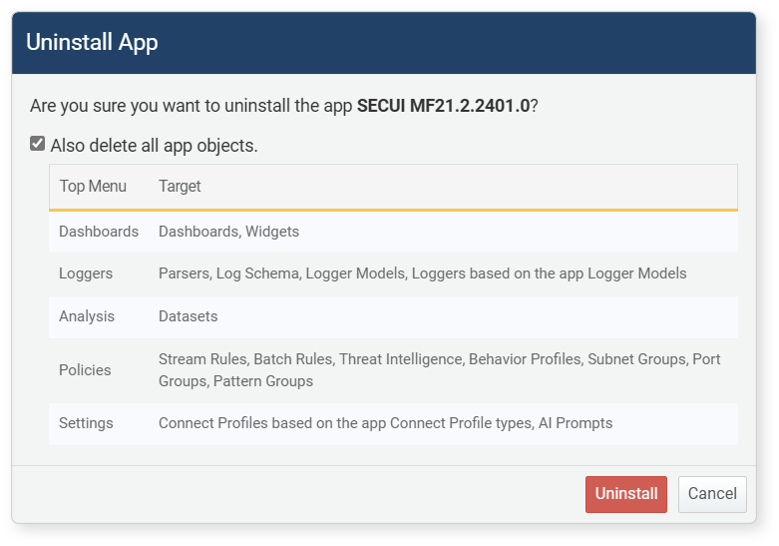 Uninstall App
Are you sure you want to uninstall the app SECUI MF21.2.2401.0?
Also delete all app objects.
Top Menu Target
Dashboards Dashboards, Widgets
Loggers Parsers, Log Schema, Logger Models, Loggers based on the app Logger Models
Analysis Datasets
Policies Stream Rules, Batch Rules, Threat Intelligence, Behavior Profiles, Subnet Groups, Port
Groups, Pattern Groups
Settings Connect Profiles based on the app Connect Profile types, AI Prompts
Uninstall Cancel